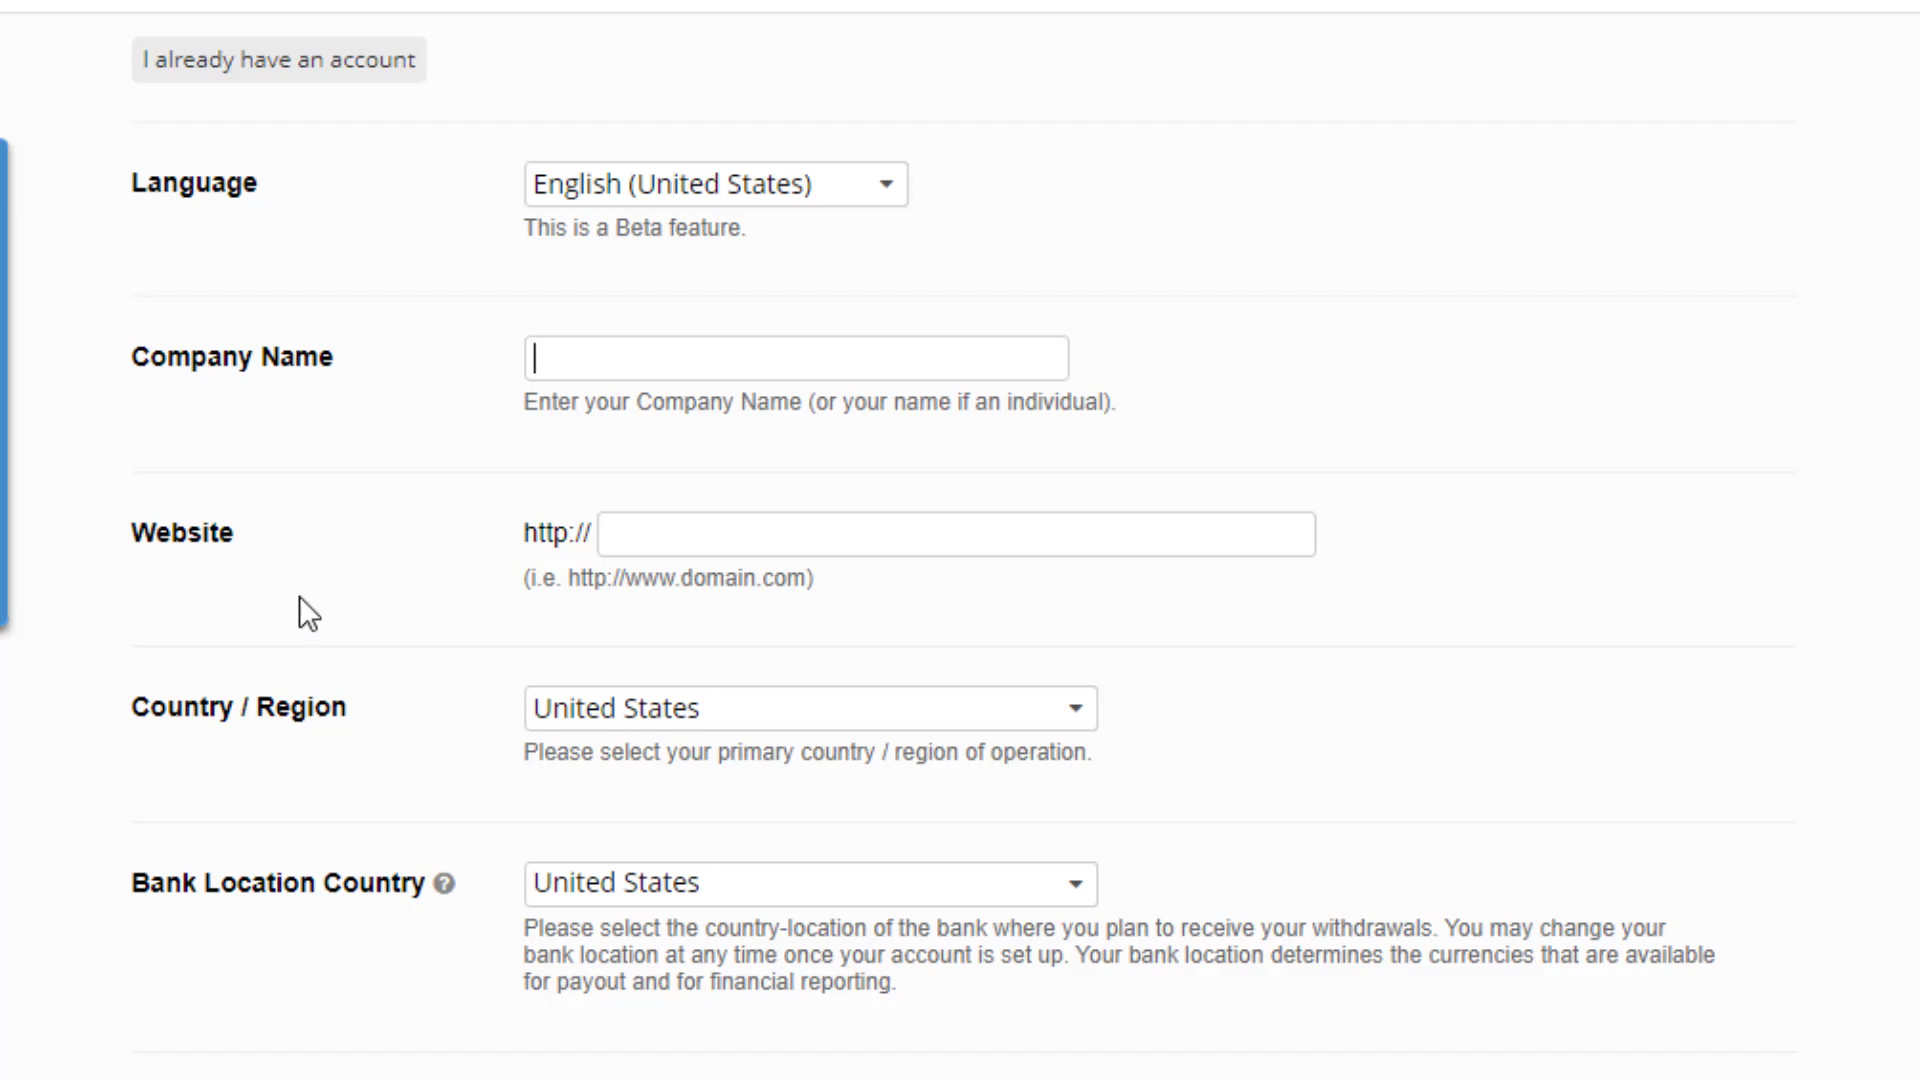 I already have an account
Language
English (United States)
This is a Beta feature.
Company Name
Enter your Company Name (or your name if an individual).
Website
http://
(i.e. http://www.domain.com)
Country / Region
United States
Please select your primary country / region of operation.
Bank Location Country ?
United States
Please select the country-location of the bank where you plan to receive your withdrawals. You may change your
bank location at any time once your account is set up. Your bank location determines the currencies that are available
for payout and for financial reporting.